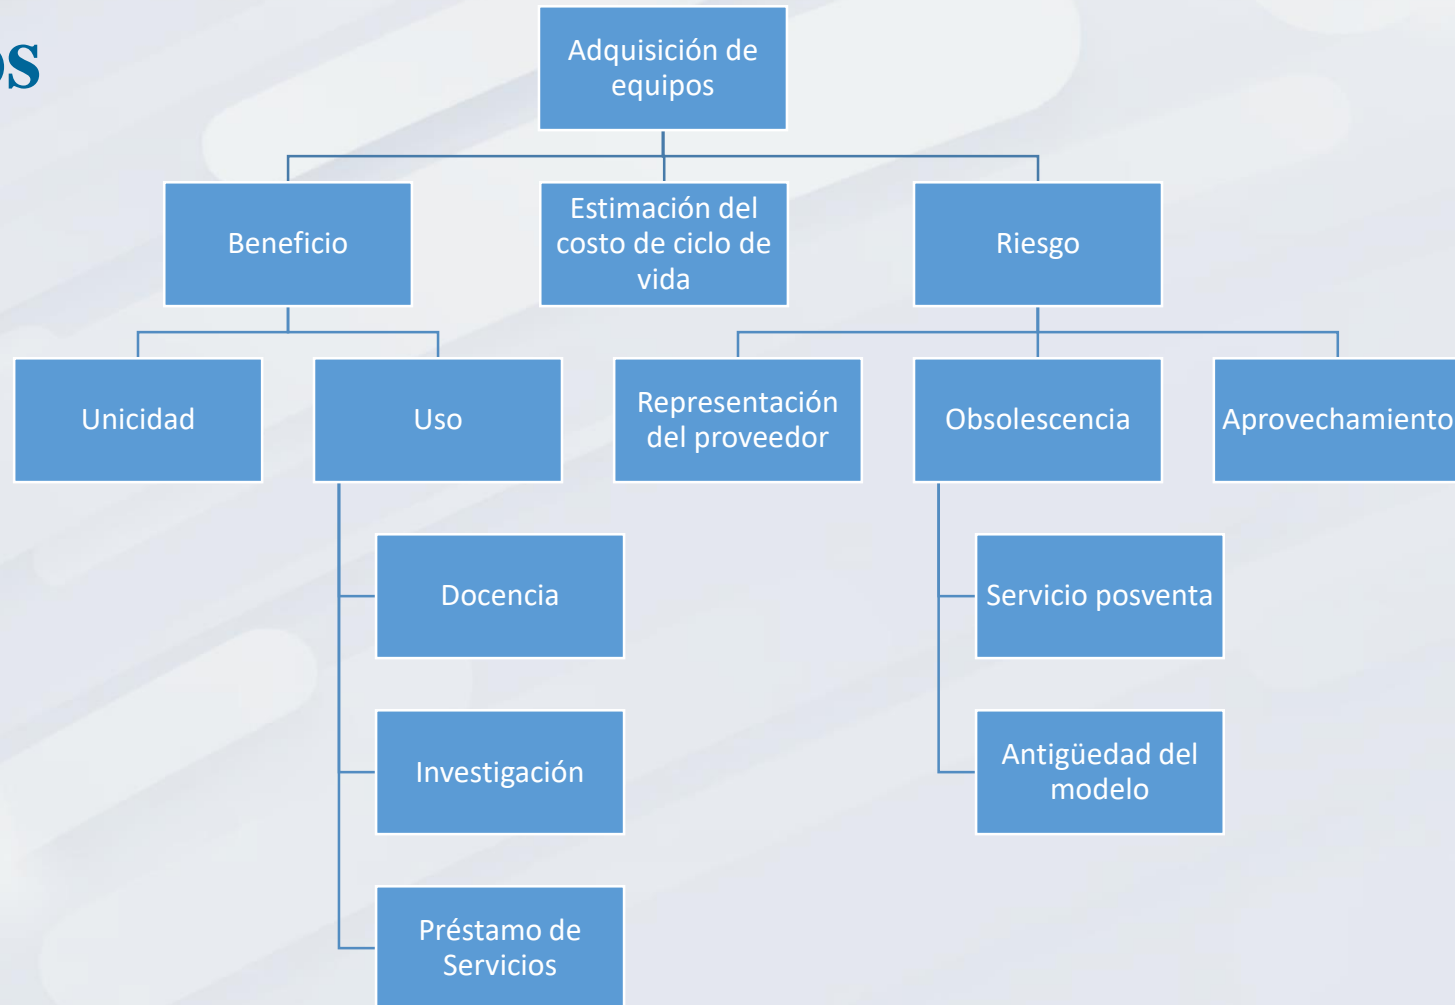 Adquisición de
equipos
Beneficio
Estimación del
costo de ciclo de
vida
Riesgo
Unicidad
Uso
Representación
del proveedor
Obsolescencia
Aprovechamiento
Docencia
Servicio posventa
Investigación
Antigüedad del
modelo
Préstamo de
Servicios